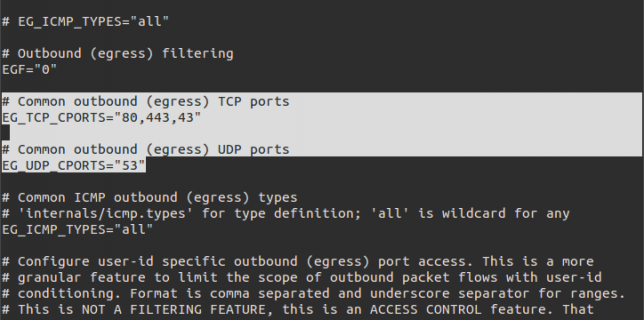 # EG_ICMP_TYPES="all"
# Outbound (egress) filtering
EGF="0"
# Common outbound (egress) TCP ports
EG_TCP_CPORTS="80,443,43"
# Common outbound (egress) UDP ports
EG_UDP_CPORTS="53"
# Common ICMP outbound (egress) types
# 'internals/icmp.types' for type definition; 'all' is wildcard for any
EG_ICMP_TYPES="all"
# Configure user-id specific outbound (egress) port access. This is a more
# granular feature to limit the scope of outbound packet flows with user-id
# conditioning. Format is comma separated and underscore separator for ranges.
# This is NOT A FILTERING FEATURE, this is an ACCESS CONTROL feature. That